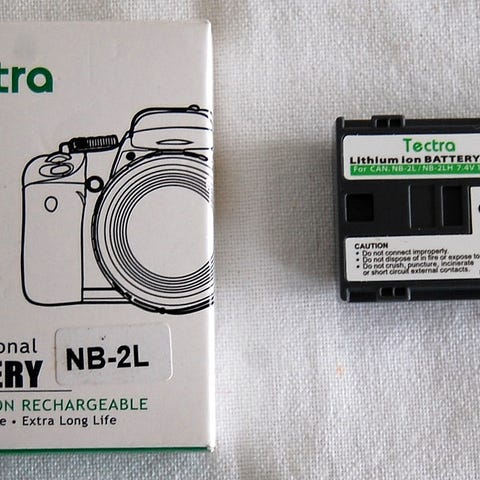 tra
onal
ERY
NB-2L
ON RECHARGEABLE
e • Extra Long Life
Tectra
Lithium ion BATTERY
For CAN. NB-2L / NB-2LH 7.4V
CAUTION
• Do not connect improperly.
• Do not dispose of in fire or expose to
• Do not crush, puncture, incinerate
or short circuit external contacts.